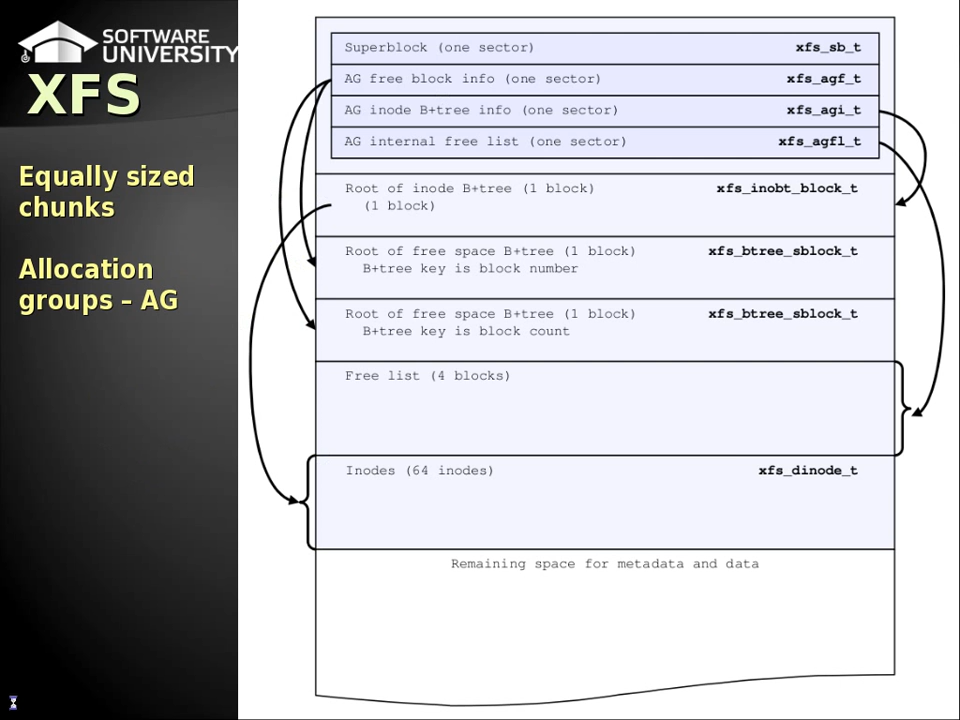 SOFTWARE
UNIVERSITY
XFS
Equally sized
chunks
Allocation
groups – AG
Superblock (one sector) xfs_sb_t
AG free block info (one sector) xfs_agf_t
AG inode B+tree info (one sector) xfs_agi_t
AG internal free list (one sector) xfs_agfl_t
Root of inode B+tree (1 block) xfs_inobt_block_t
(1 block)
Root of free space B+tree (1 block) xfs_btree_sblock_t
B+tree key is block number
Root of free space B+tree (1 block) xfs_btree_sblock_t
B+tree key is block count
Free list (4 blocks)
Inodes (64 inodes) xfs_dinode_t
Remaining space for metadata and data